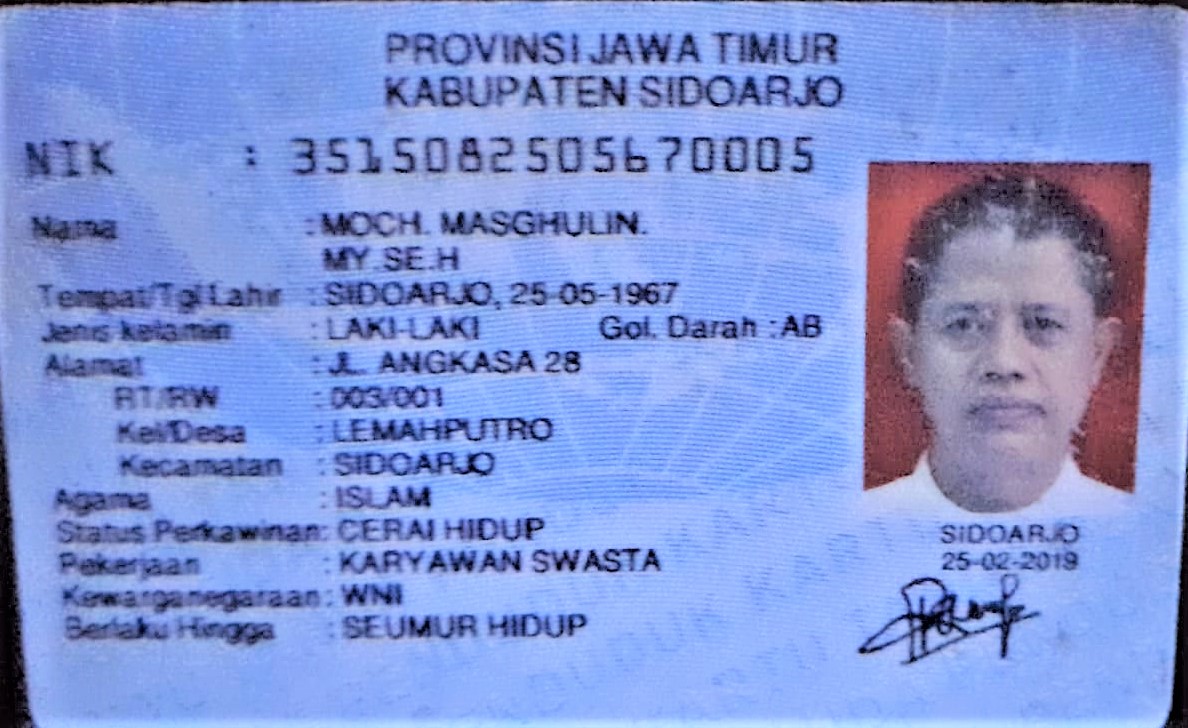 PROVINSI JAWA TIMUR
KABUPATEN SIDOARJO
NIK : 3515082505670005
Nama : MOCH. MASGHULIN.
MY.SE.H
Tempat/Tgl Lahir : SIDOARJO, 25-05-1967
Jenis kelamin : LAKI-LAKI Gol. Darah : AB
Alamat : JL. ANGKASA 28
RT/RW : 003/001
Kel/Desa : LEMAHPUTRO
Kecamatan : SIDOARJO
Agama : ISLAM
Status Perkawinan : CERAI HIDUP
Pekerjaan : KARYAWAN SWASTA
Kewarganegaraan : WNI
Berlaku Hingga : SEUMUR HIDUP
SIDOARJO
25-02-2019